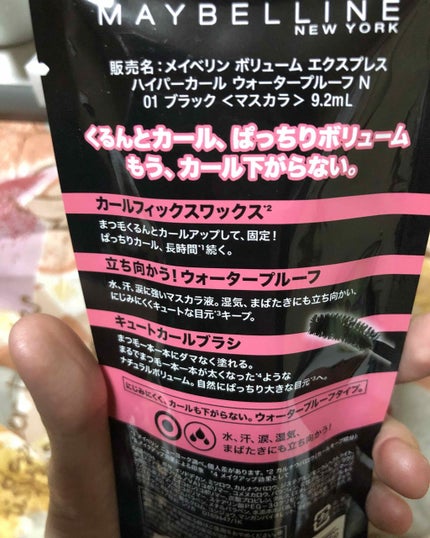 MAYBELLINE
NEW YORK
販売名:メイベリン ボリューム エクスプレス
ハイパーカール ウォータープルーフ N
01 ブラック <マスカラ> 9.2mL
くるんとカール、ぱっちりボリューム
もう、カール下がらない。
カールフィックスワックス*2
まつ毛くるんとカールアップして、固定!
ぱっちりカール、長時間*1続く。
立ち向かう!ウォータープルーフ
水、汗、涙に強いマスカラ液。湿気、まばたきにも立ち向かい、
にじみにくくキュートな目元*3キープ。
キュートカールブラシ
まつ毛一本一本にダマなく塗れる。
まるでまつ毛一本一本が太くなった*4ような
ナチュラルボリューム。自然にぱっちり大きな目元*3へ。
にじみにくく、カールも下がらない。ウォータープルーフタイプ。
水、汗、涙、湿気、
まばたきにも立ち向かう!